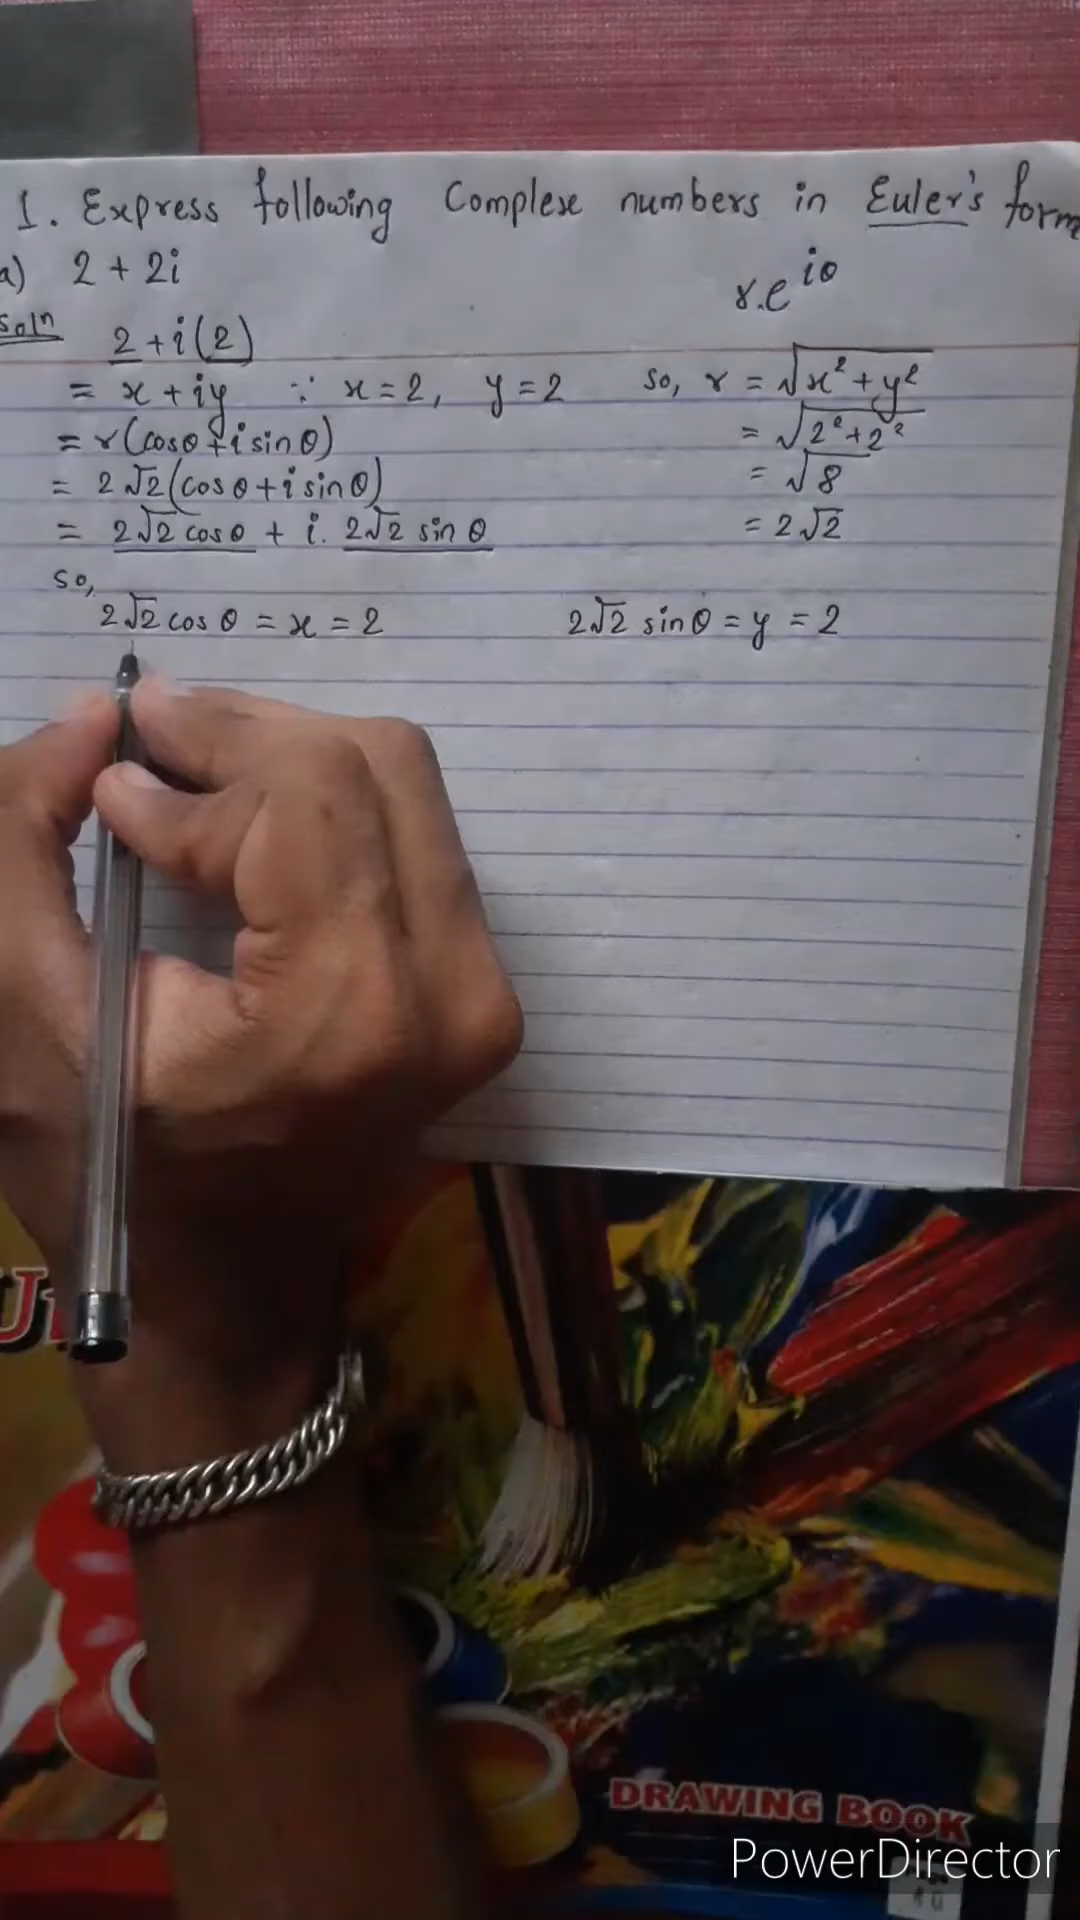 1. Express following Complex numbers in Euler's form
a) 2 + 2i
r.e^{iθ}
soln
2 + i(2)
= x + iy ∵ x = 2, y = 2 so, r = √x² + y²
= r(cosθ + i sinθ) = √2² + 2²
= 2√2(cosθ + i sinθ) = √8
= 2√2 cosθ + i. 2√2 sinθ = 2√2
so,
2√2 cosθ = x = 2 2√2 sinθ = y = 2
DRAWING BOOK
PowerDirector